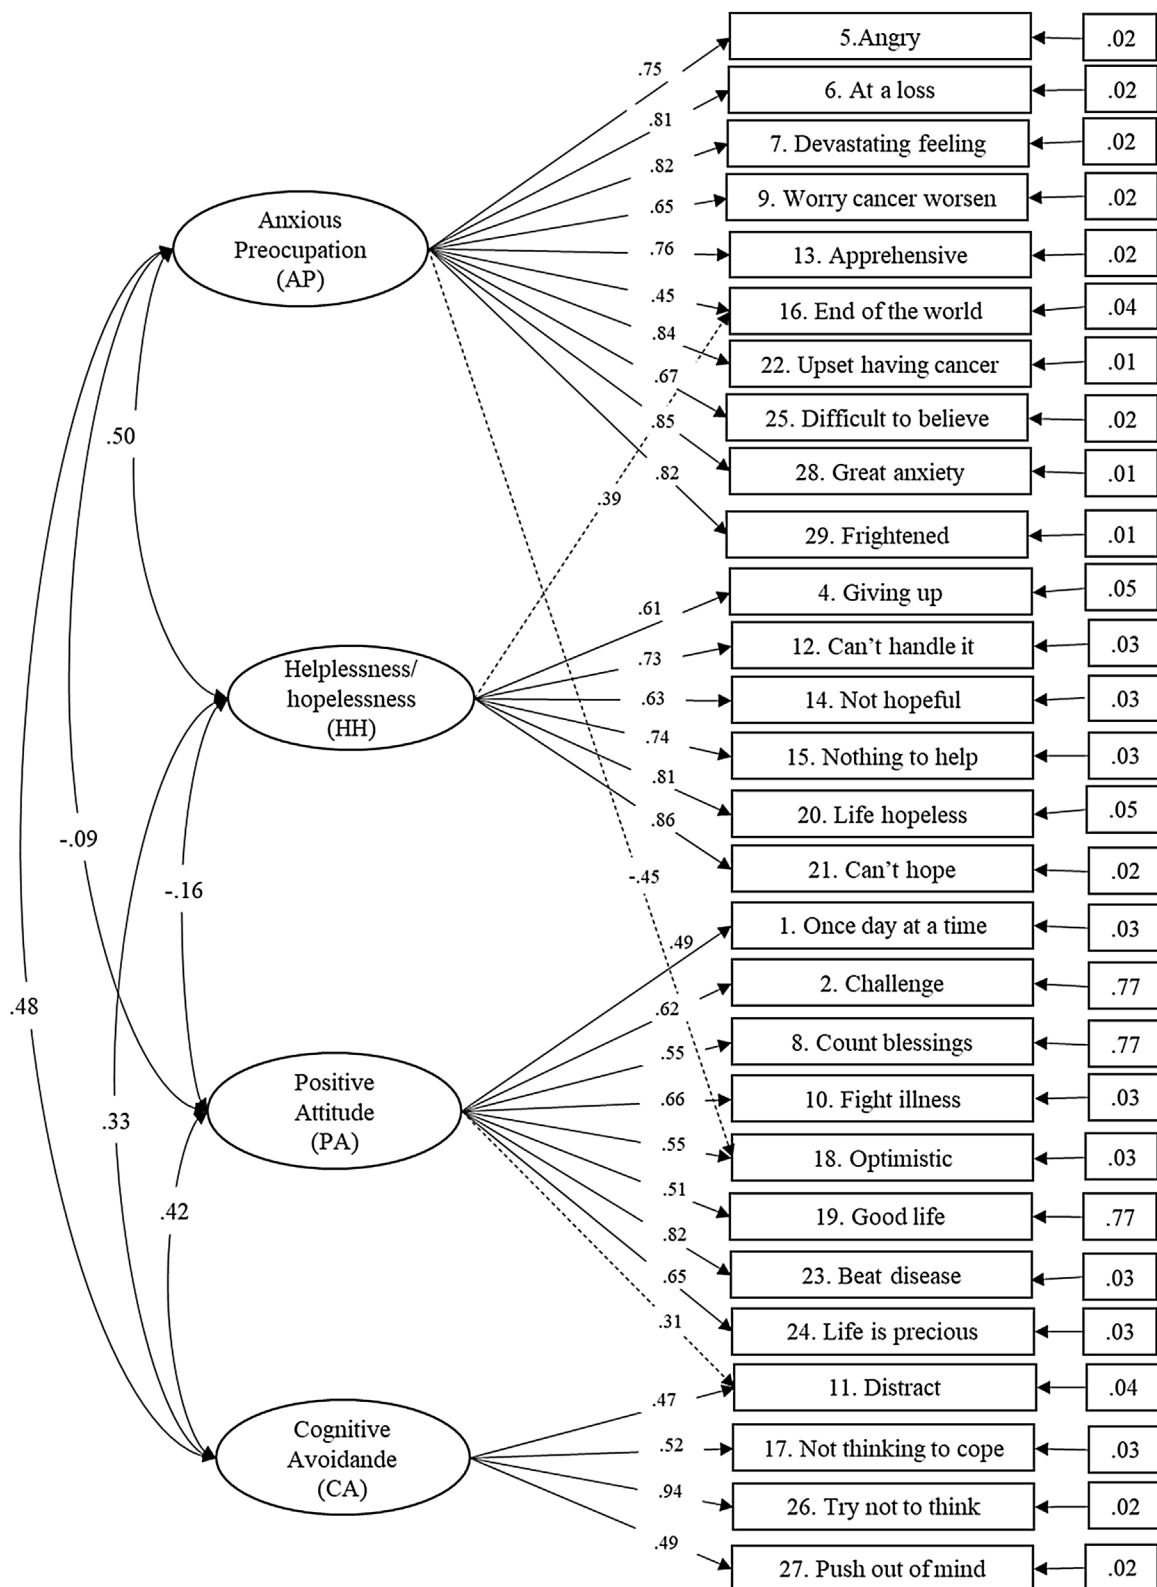 5.Angry
.02
.75
6. At a loss
.02
.81
7. Devastating feeling
.02
.82
9. Worry cancer worsen
.02
.65
Anxious
Preocupation
(AP)
13. Apprehensive
.02
.76
16. End of the world
.04
.45
22. Upset having cancer
.01
.84
25. Difficult to believe
.02
.67
28. Great anxiety
.01
.85
29. Frightened
.01
.82
.50
.39
4. Giving up
.05
.61
12. Can’t handle it
.03
.73
Helplessness/
hopelessness
(HH)
14. Not hopeful
.03
.63
15. Nothing to help
.03
.74
20. Life hopeless
.05
.81
21. Can’t hope
.02
.86
-.09
-.16
-.45
1. Once day at a time
.03
.49
2. Challenge
.77
.62
.48
8. Count blessings
.77
.55
Positive
Attitude
(PA)
10. Fight illness
.03
.66
.33
18. Optimistic
.03
.55
19. Good life
.77
.51
.42
23. Beat disease
.03
.82
24. Life is precious
.03
.65
.31
11. Distract
.04
.47
Cognitive
Avoidande
(CA)
17. Not thinking to cope
.03
.52
26. Try not to think
.02
.94
27. Push out of mind
.02
.49